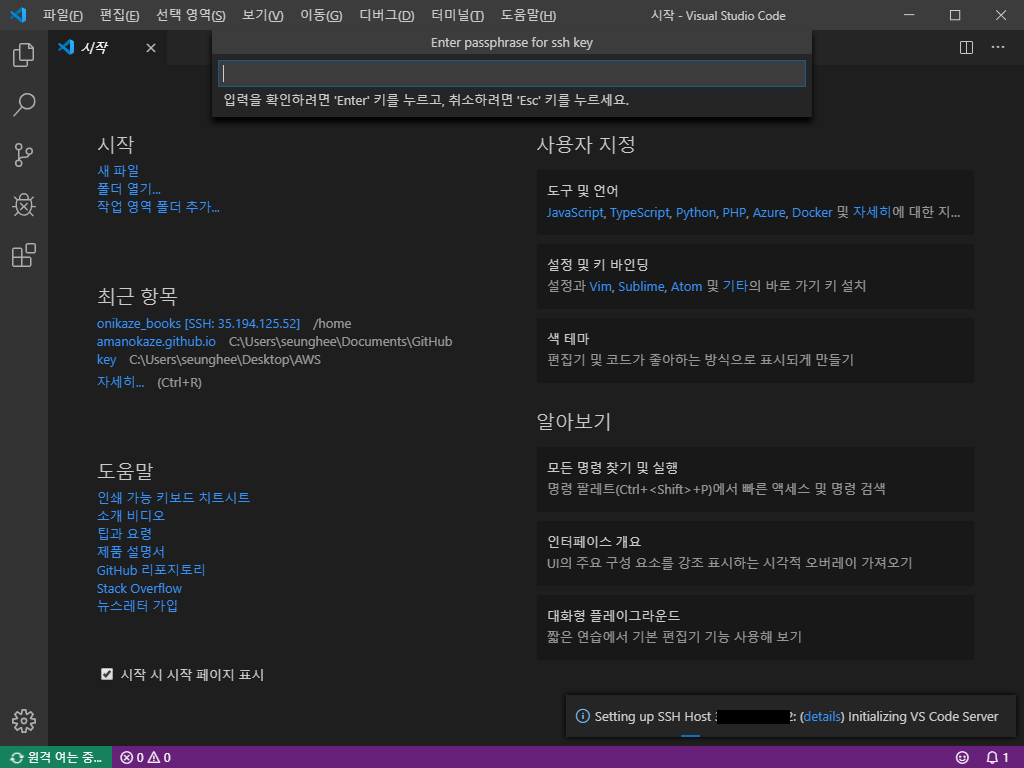 파일(F) 편집(E) 선택 영역(S) 보기(V) 이동(G) 디버그(D) 터미널(T) 도움말(H) 시작 - Visual Studio Code
시작
Enter passphrase for ssh key
입력을 확인하려면 'Enter' 키를 누르고, 취소하려면 'Esc' 키를 누르세요.
시작
새 파일
폴더 열기...
작업 영역 폴더 추가...
최근 항목
onikaze_books [SSH: 35.194.125.52] /home
amanokaze.github.io C:\Users\seunghee\Documents\GitHub
key C:\Users\seunghee\Desktop\AWS
자세히... (Ctrl+R)
도움말
인쇄 가능 키보드 치트시트
소개 비디오
팁과 요령
제품 설명서
GitHub 리포지토리
Stack Overflow
뉴스레터 가입
시작 시 시작 페이지 표시
사용자 지정
도구 및 언어
JavaScript, TypeScript, Python, PHP, Azure, Docker 및 자세히에 대한 지...
설정 및 키 바인딩
설정과 Vim, Sublime, Atom 및 기타의 바로 가기 키 설치
색 테마
편집기 및 코드가 좋아하는 방식으로 표시되게 만들기
알아보기
모든 명령 찾기 및 실행
명령 팔레트(Ctrl+<Shift>+P)에서 빠른 액세스 및 명령 검색
인터페이스 개요
UI의 주요 구성 요소를 강조 표시하는 시각적 오버레이 가져오기
대화형 플레이그라운드
짧은 연습에서 기본 편집기 기능 사용해 보기
Setting up SSH Host 2: (details) Initializing VS Code Server
원격 여는 중... 0 0 1